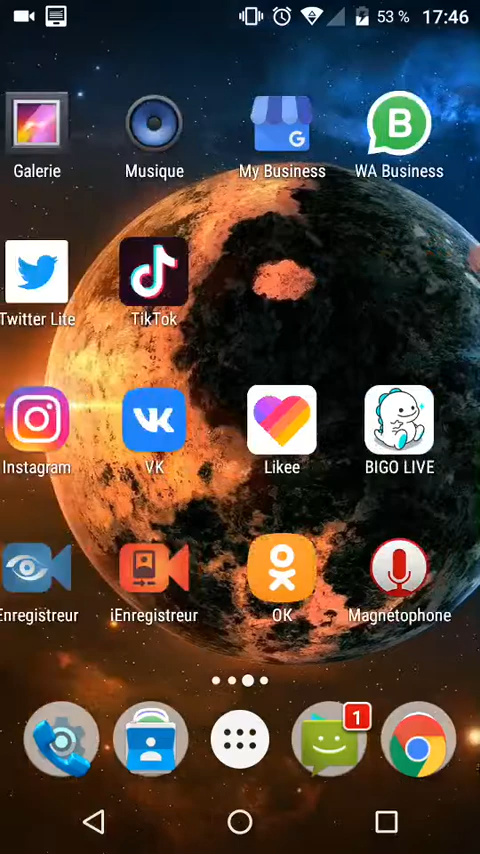 53 % 17:46
Galerie Musique My Business WA Business
Twitter Lite TikTok
Instagram VK Likee BIGO LIVE
Enregistreur iEnregistreur OK Magnétophone
1